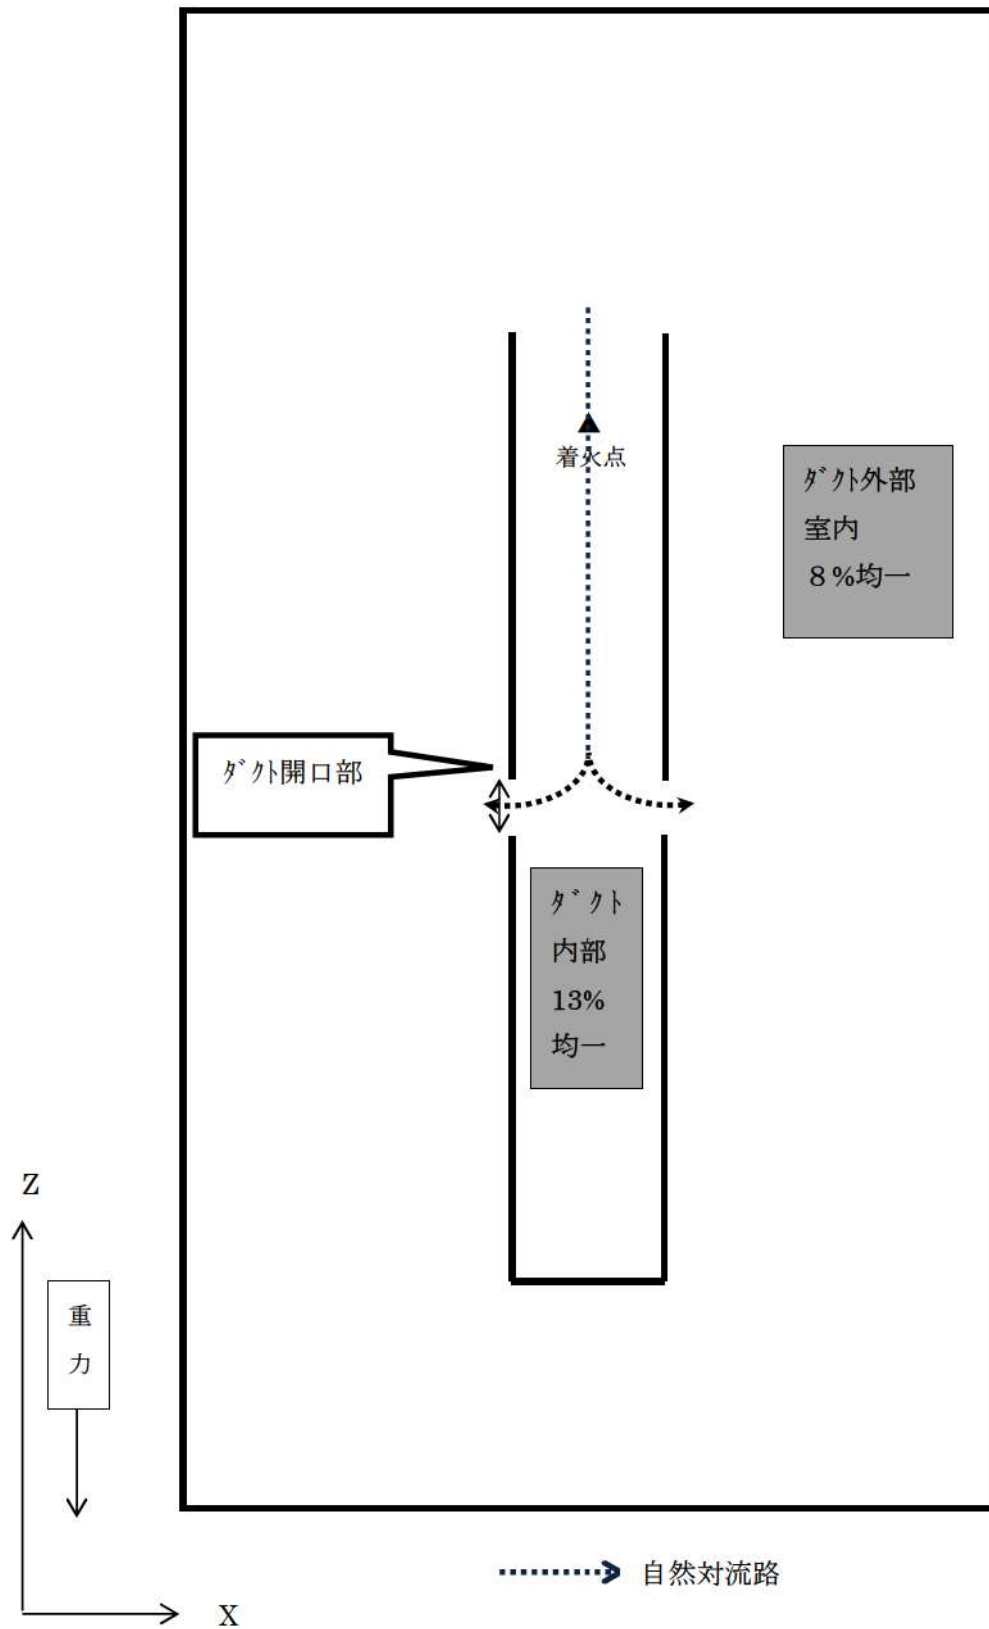 着火点
ダクト外部
室内
８%均一
ダクト開口部
ダクト
内部
13%
均一
Z
重
力
X
自然対流路